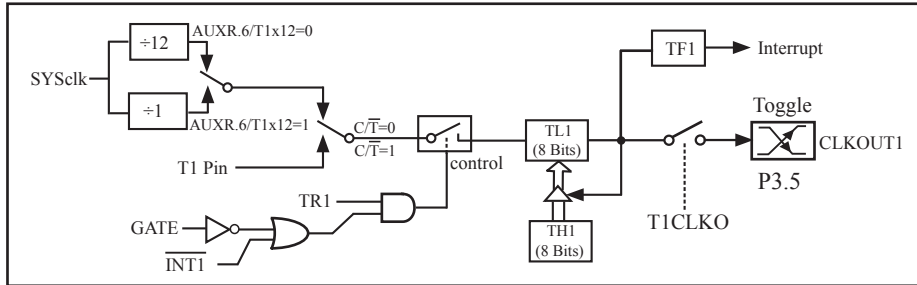 AUXR.6/T1x12=0
÷12
SYSclk
÷1
AUXR.6/T1x12=1
C/T̅=0
C/T̅=1
T1 Pin
control
TR1
GATE
I̅N̅T̅1̅
TL1
(8 Bits)
TH1
(8 Bits)
TF1
Interrupt
Toggle
CLKOUT1
P3.5
T1CLKO